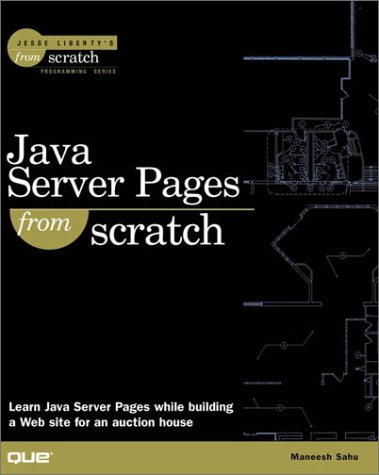 JESSE LIBERTY'S
from scratch
PROGRAMMING SERIES
Java
Server Pages
from scratch
Learn Java Server Pages while building
a Web site for an auction house
QUE®
Maneesh Sahu